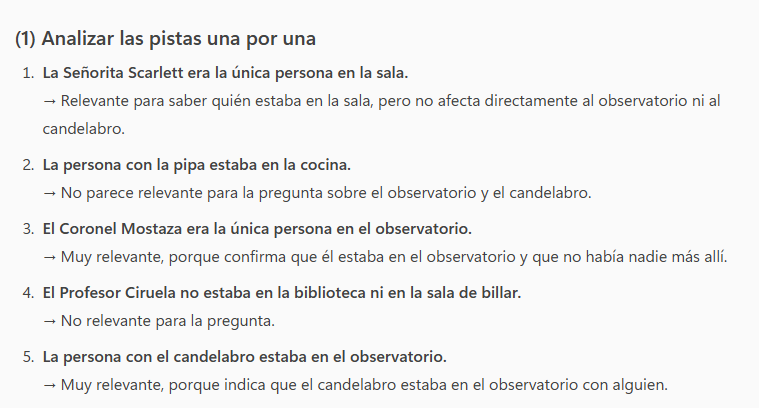 (1) Analizar las pistas una por una
1. La Señorita Scarlett era la única persona en la sala.
→ Relevante para saber quién estaba en la sala, pero no afecta directamente al observatorio ni al
candelabro.
2. La persona con la pipa estaba en la cocina.
→ No parece relevante para la pregunta sobre el observatorio y el candelabro.
3. El Coronel Mostaza era la única persona en el observatorio.
→ Muy relevante, porque confirma que él estaba en el observatorio y que no había nadie más allí.
4. El Profesor Ciruela no estaba en la biblioteca ni en la sala de billar.
→ No relevante para la pregunta.
5. La persona con el candelabro estaba en el observatorio.
→ Muy relevante, porque indica que el candelabro estaba en el observatorio con alguien.